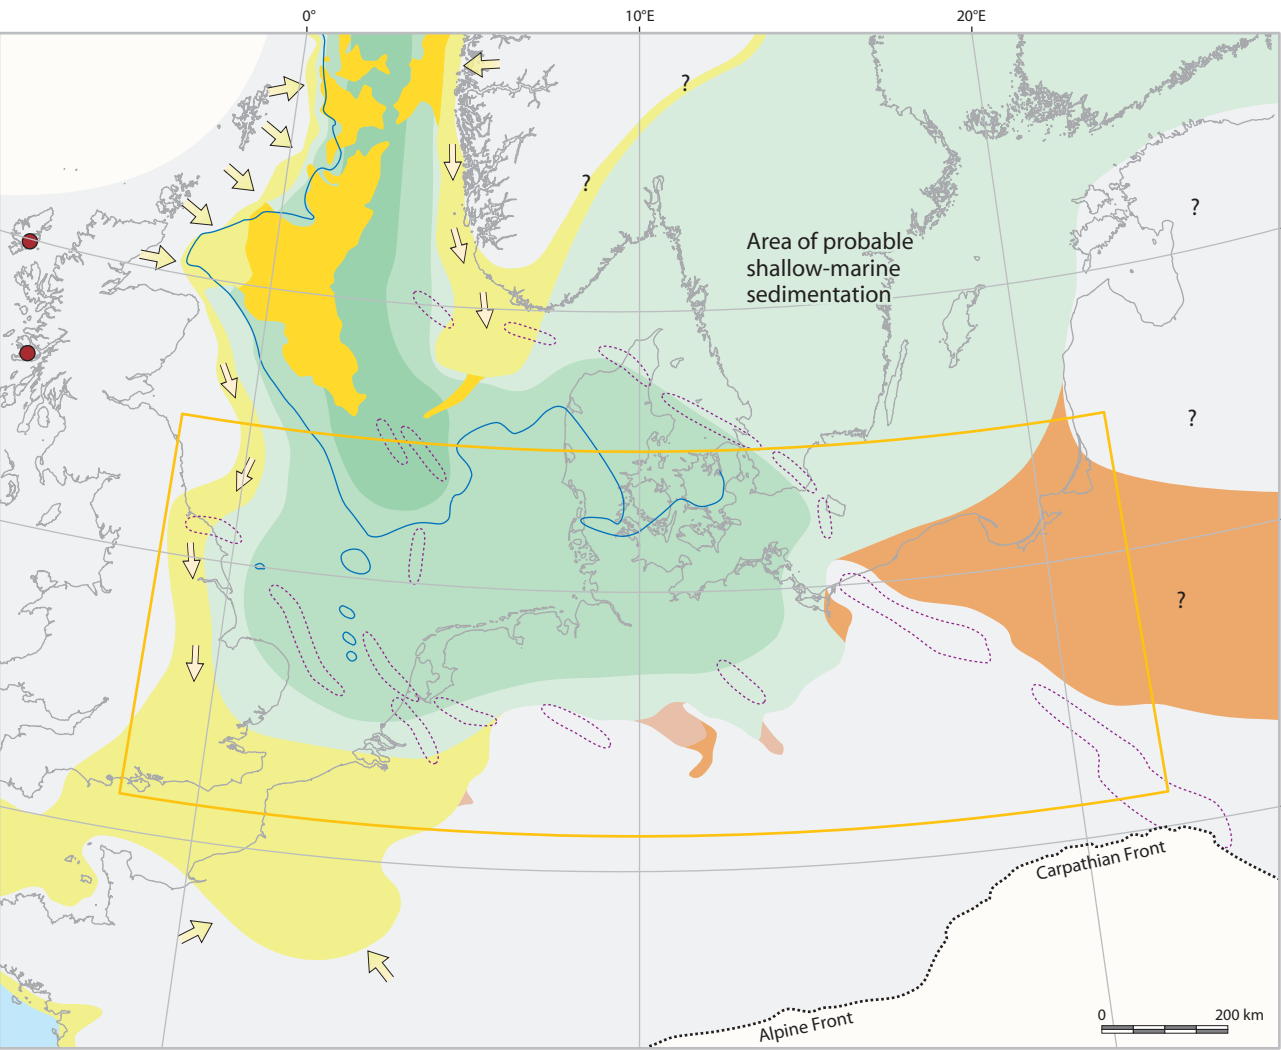 0°
10°E
20°E
?
?
?
Area of probable
shallow-marine
sedimentation
?
?
Carpathian Front
Alpine Front
0
200 km